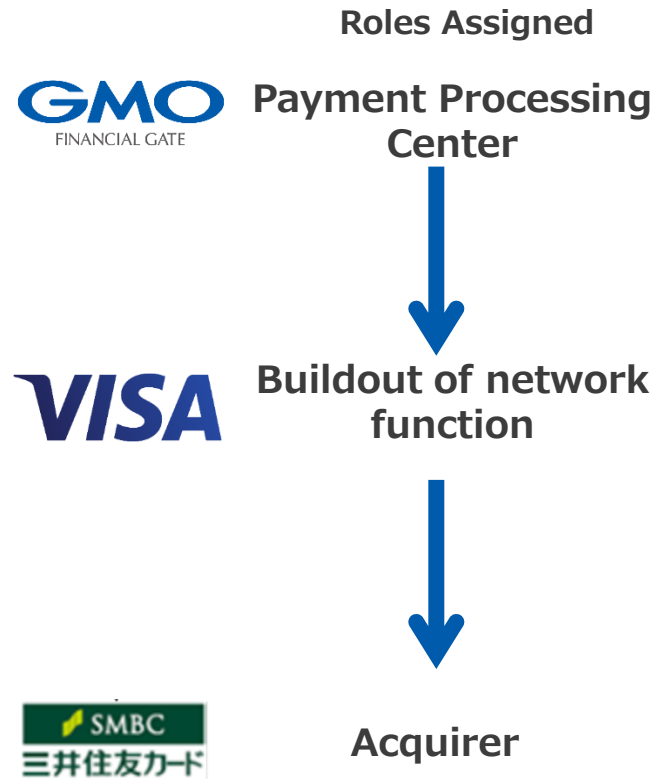 Roles Assigned
GMO
FINANCIAL GATE
Payment Processing
Center
VISA
Buildout of network
function
SMBC
三井住友カード
Acquirer